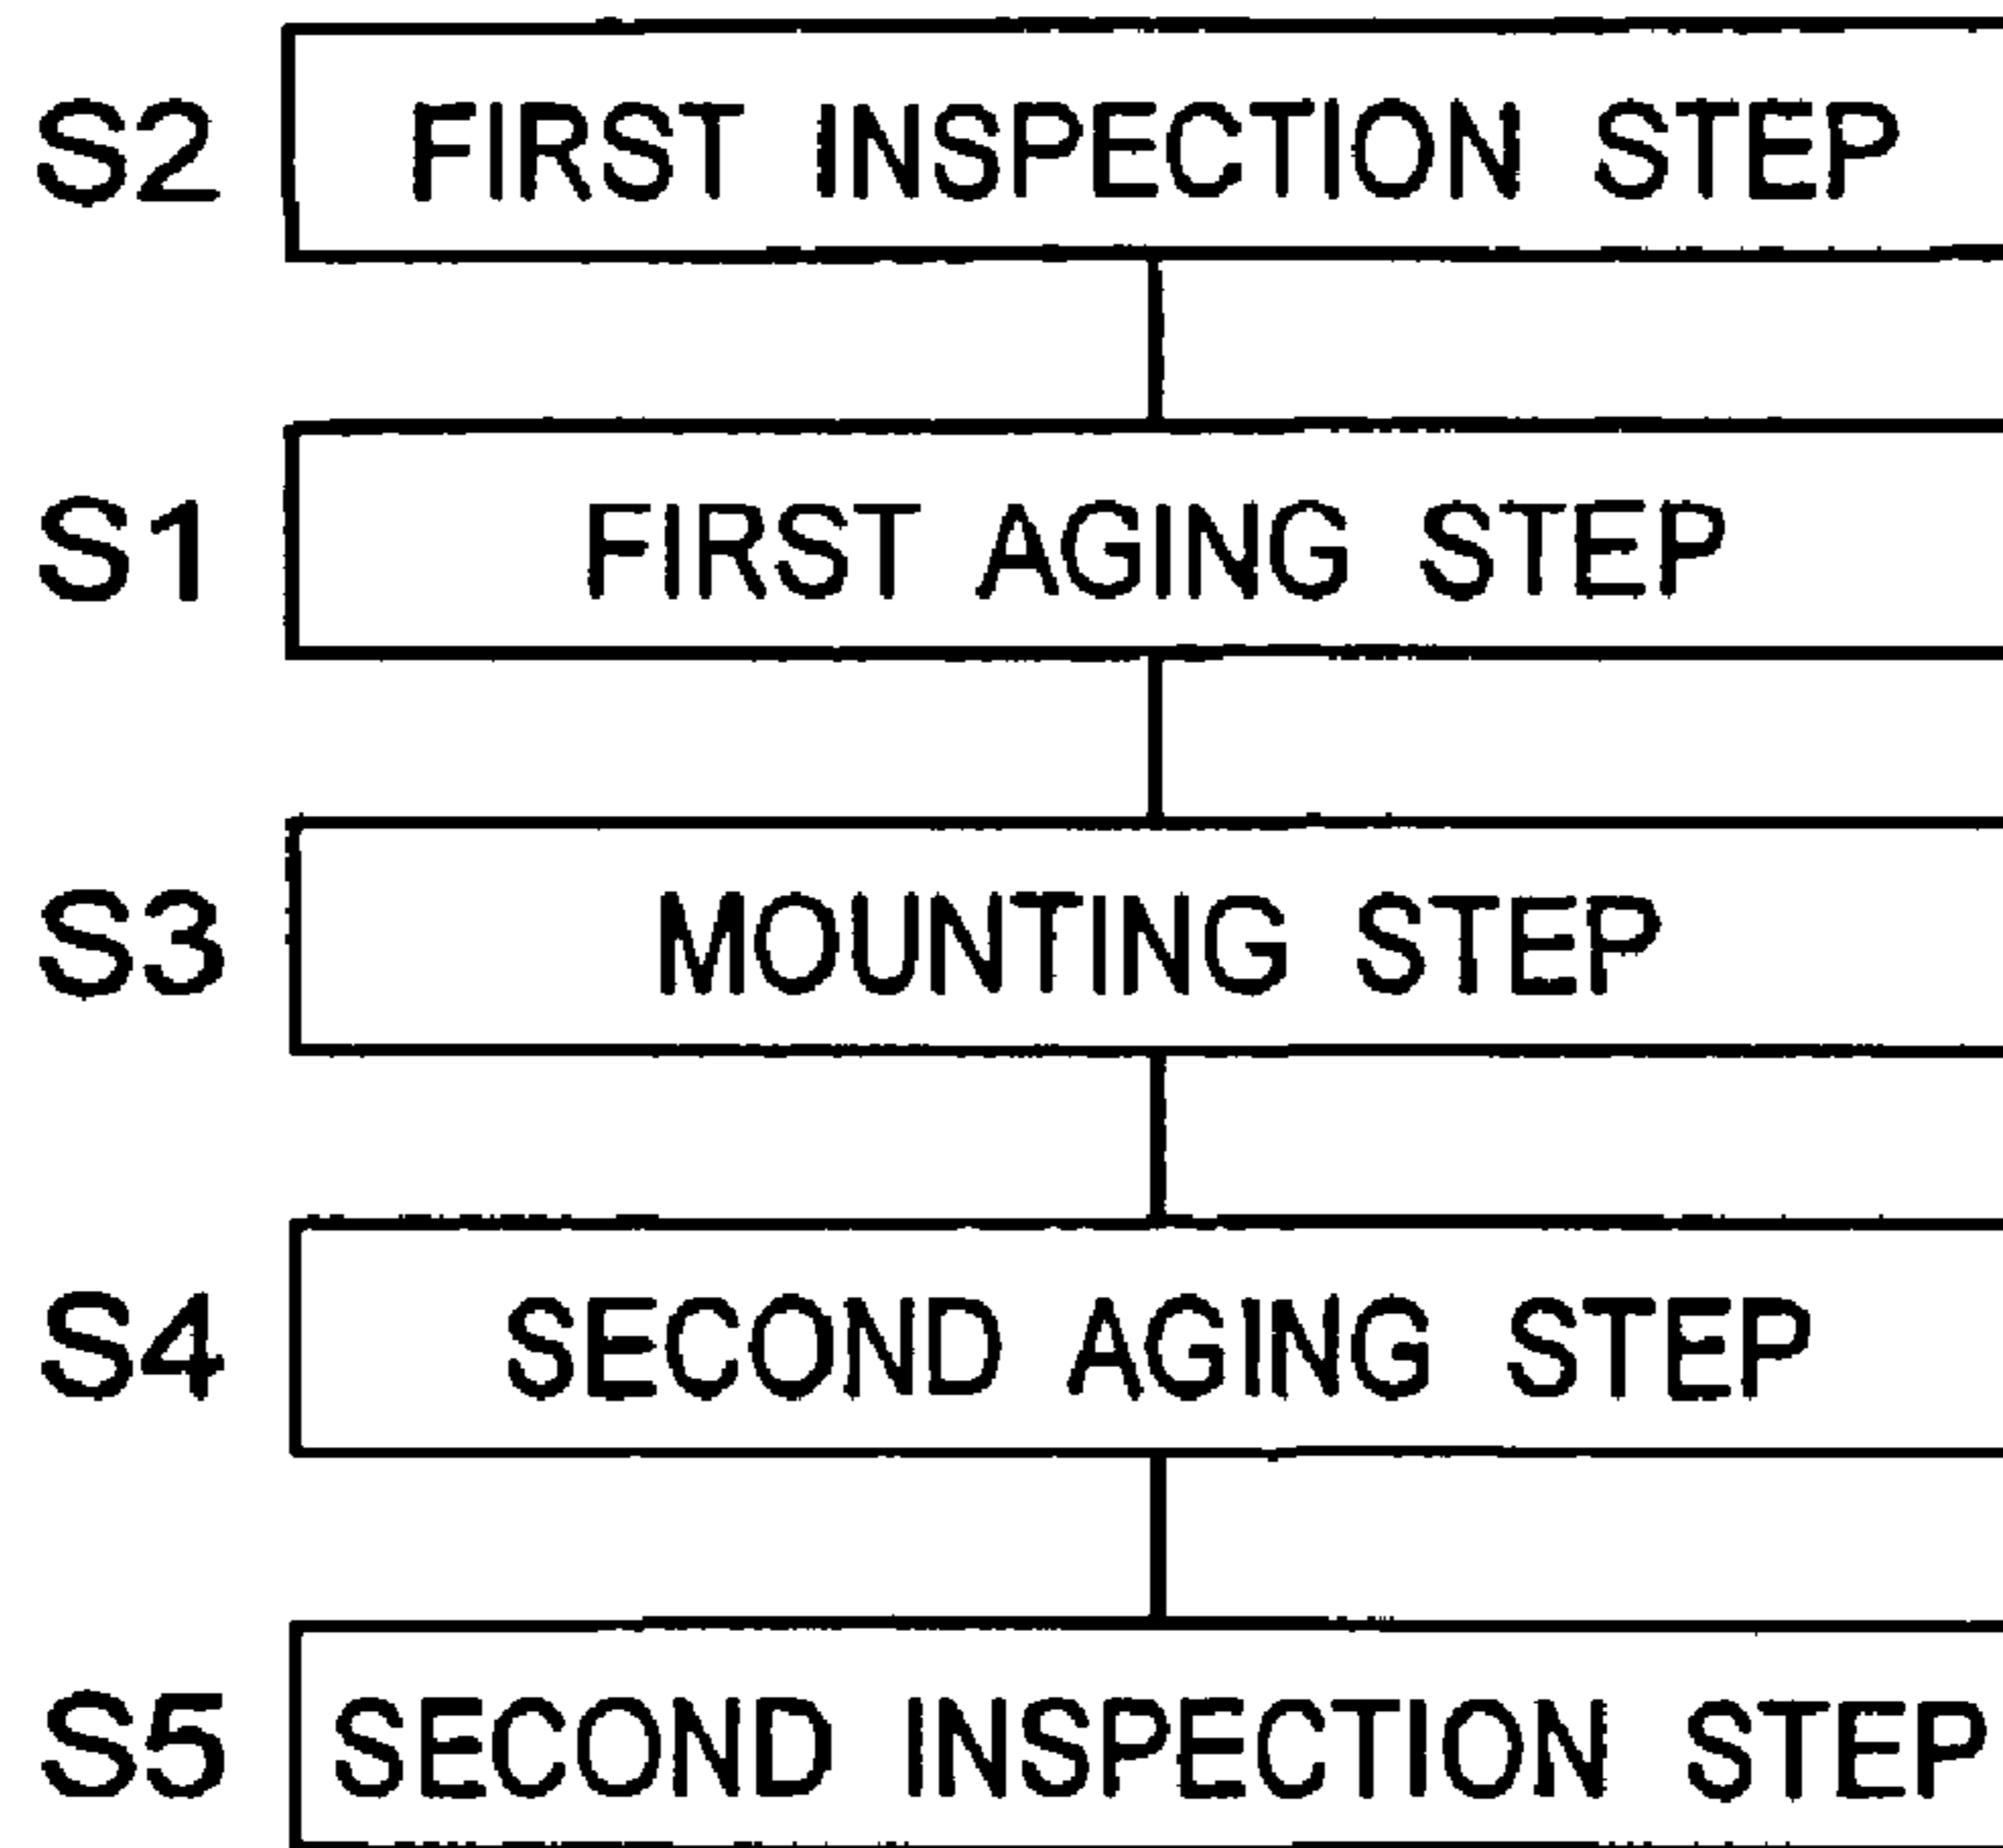 S2 FIRST INSPECTION STEP
S1 FIRST AGING STEP
S3 MOUNTING STEP
S4 SECOND AGING STEP
S5 SECOND INSPECTION STEP